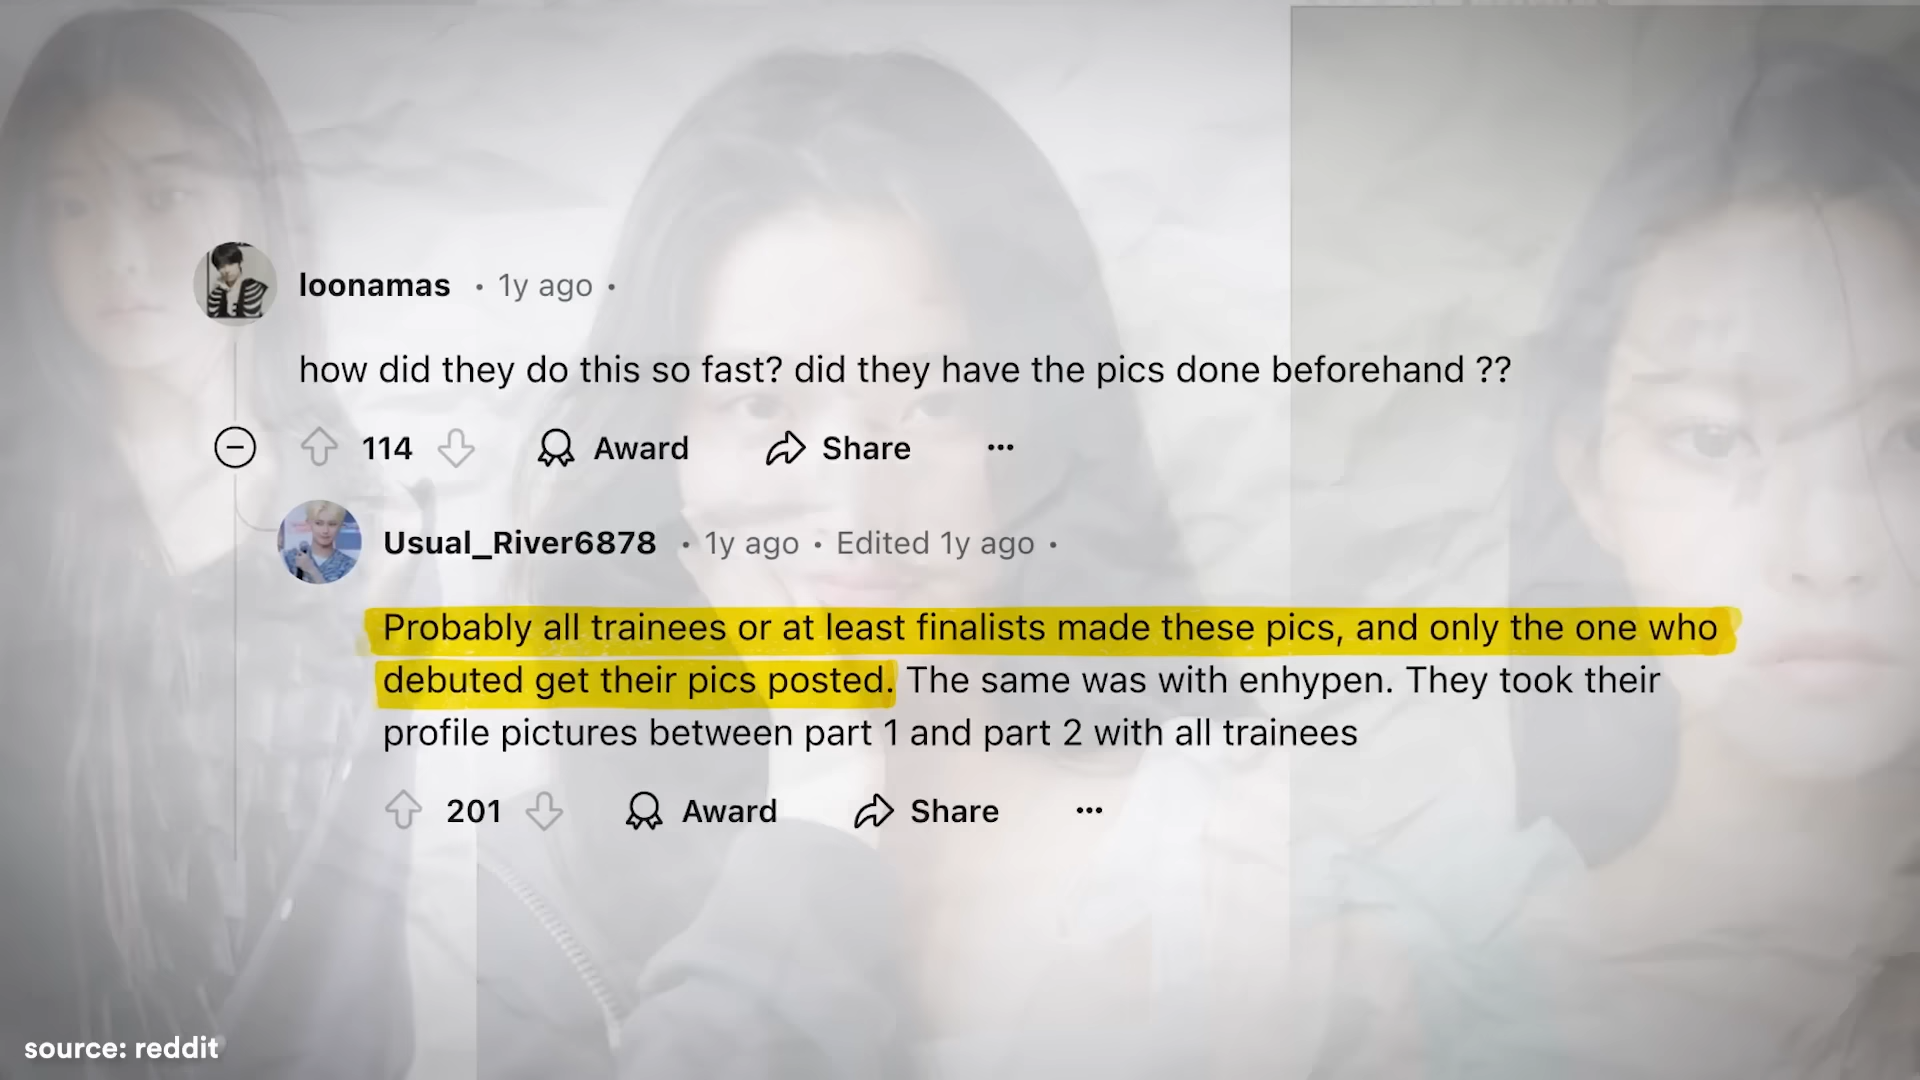 loonamas • 1y ago •
how did they do this so fast? did they have the pics done beforehand ??
114 Award Share ...
Usual_River6878 • 1y ago • Edited 1y ago •
Probably all trainees or at least finalists made these pics, and only the one who
debuted get their pics posted. The same was with enhypen. They took their
profile pictures between part 1 and part 2 with all trainees
201 Award Share ...
source: reddit